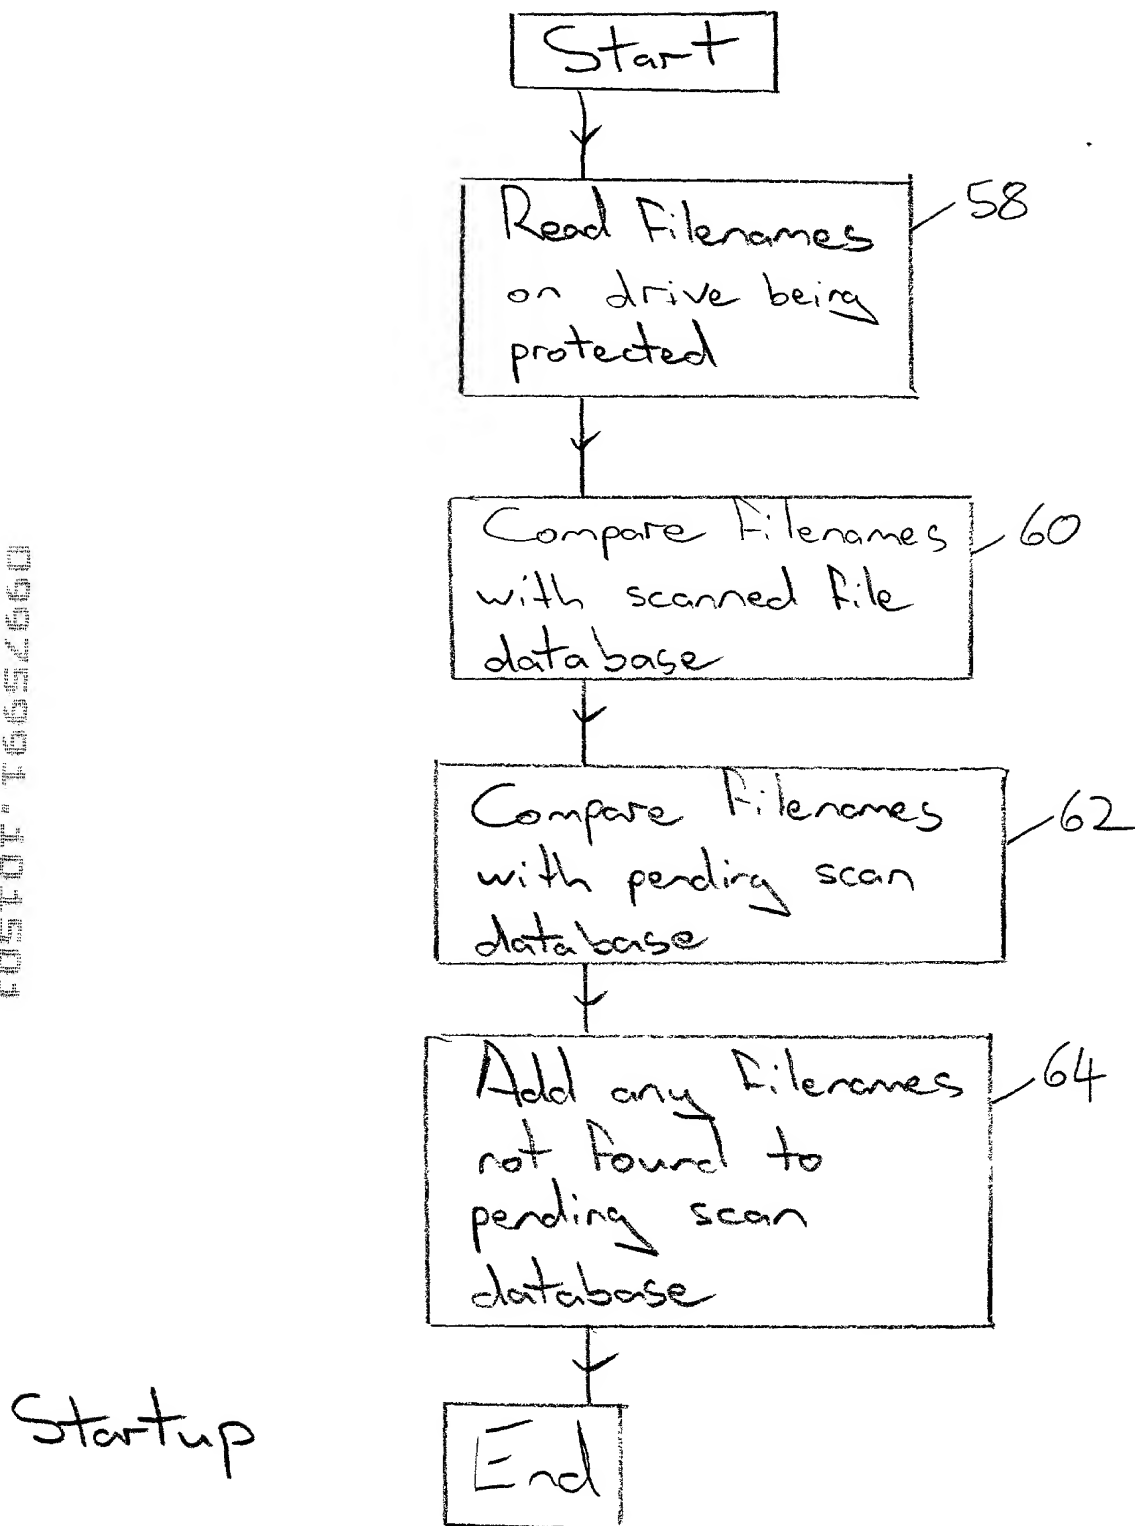 Start
Read Filenames
on drive being
protected
58
Compare Filenames
with scanned file
database
60
Compare Filenames
with pending scan
database
62
Add any Filenames
not found to
pending scan
database
64
End
Startup